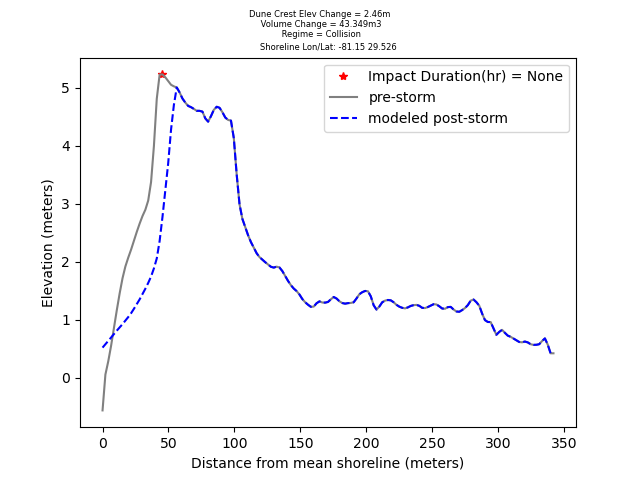 Dune Crest Elev Change = 2.46m
Volume Change = 43.349m3
Regime = Collision
Shoreline Lon/Lat: -81.15 29.526
Impact Duration(hr) = None
pre-storm
modeled post-storm
Elevation (meters)
5
4
3
2
1
0
0 50 100 150 200 250 300 350
Distance from mean shoreline (meters)